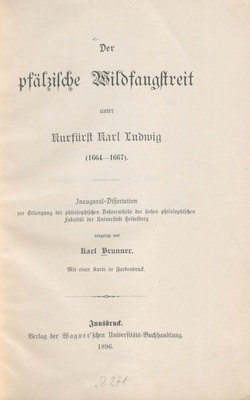 Der
pfälzische Wildfangstreit
unter
Kurfürst Karl Ludwig
(1664—1667).
Inaugural-Dissertation
zur Erlangung der philosophischen Doktorwürde der hohen philosophischen
Fakultät der Universität Heidelberg
vorgelegt von
Karl Brunner.
Mit einer Karte in Farbendruck.
Innsbruck.
Verlag der Wagner'schen Universitäts-Buchhandlung.
1896.